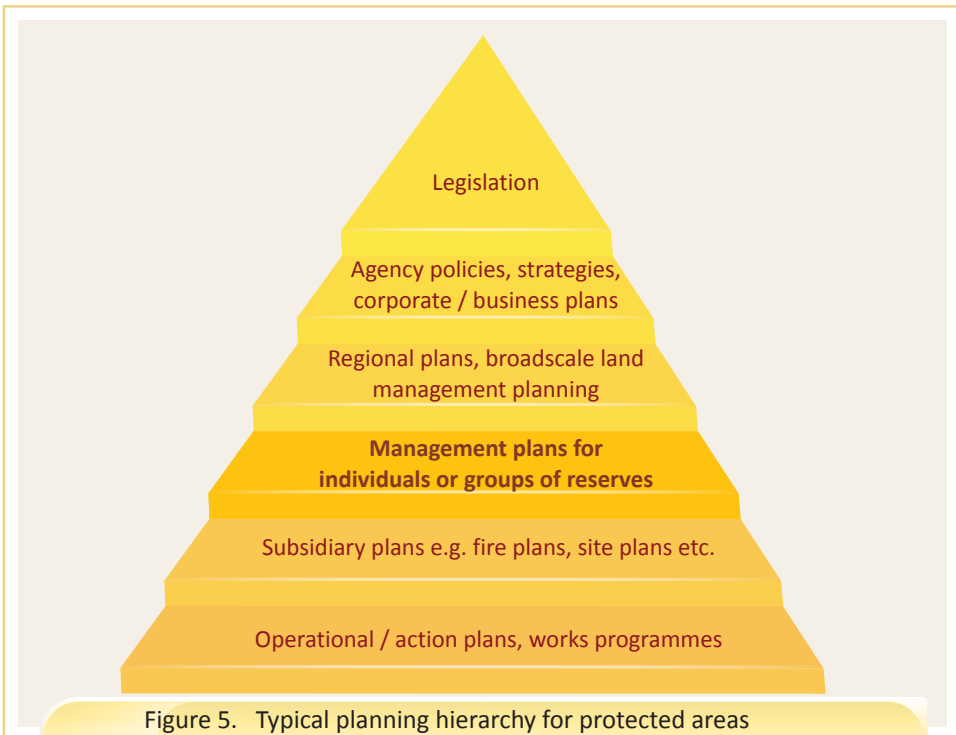 Legislation
Agency policies, strategies,
corporate / business plans
Regional plans, broadscale land
management planning
Management plans for
individuals or groups of reserves
Subsidiary plans e.g. fire plans, site plans etc.
Operational / action plans, works programmes
Figure 5. Typical planning hierarchy for protected areas